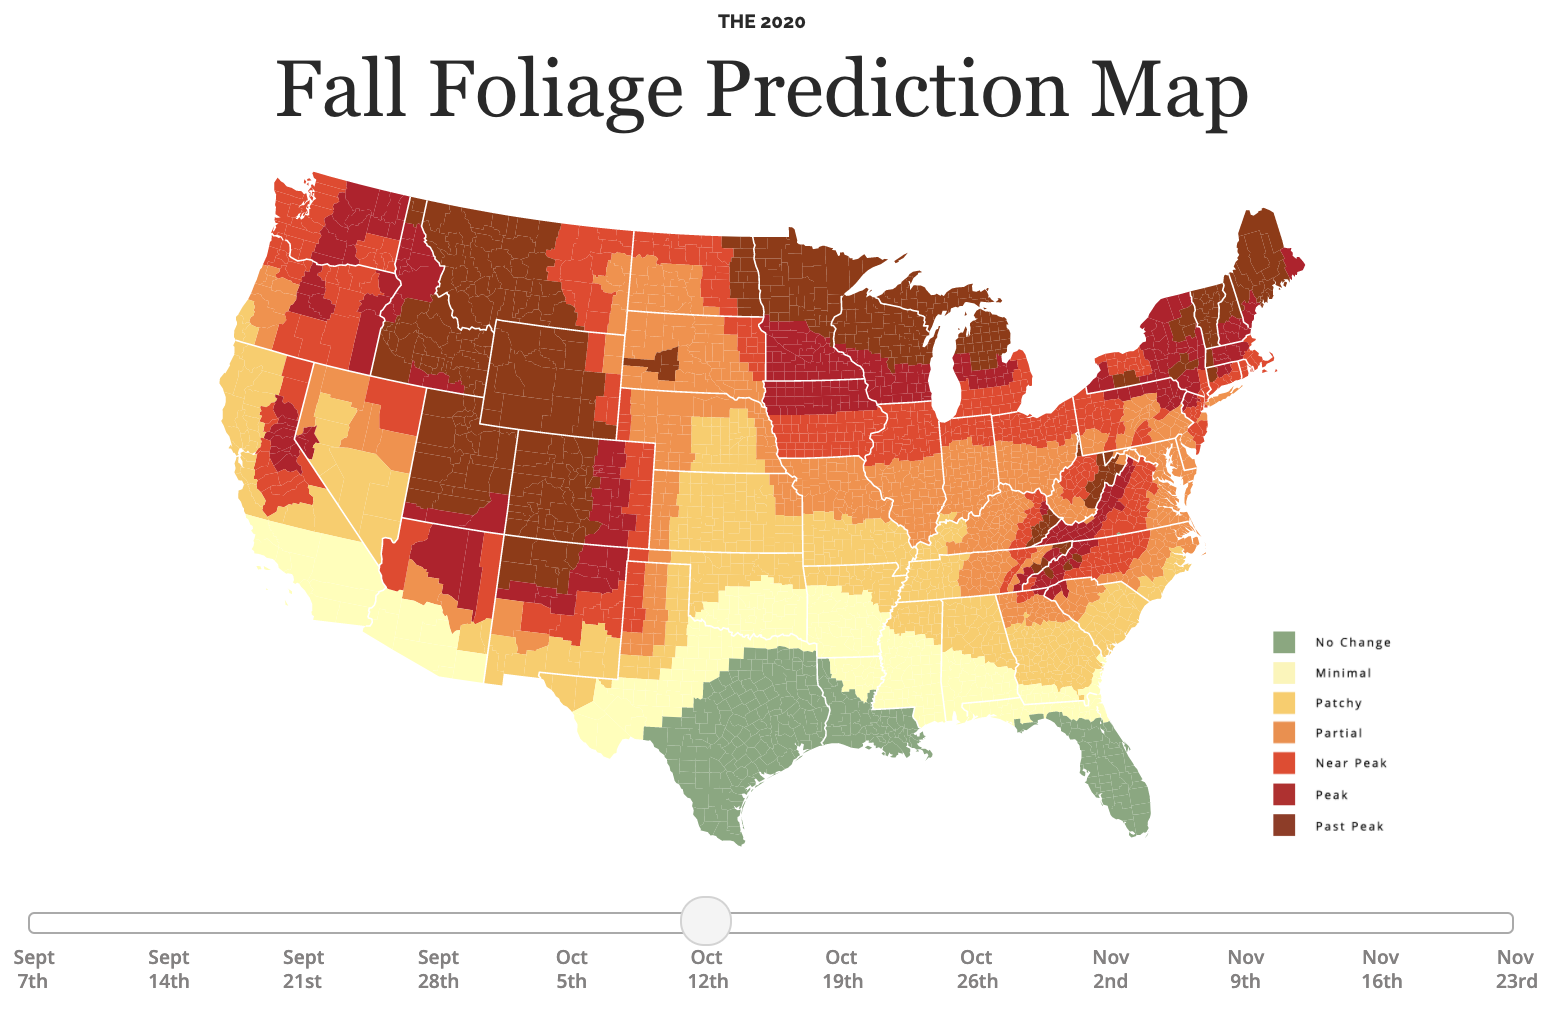 THE 2020
Fall Foliage Prediction Map
No Change
Minimal
Patchy
Partial
Near Peak
Peak
Past Peak
Sept Sept Sept Sept Oct Oct Oct Oct Nov Nov Nov Nov
7th 14th 21st 28th 5th 12th 19th 26th 2nd 9th 16th 23rd